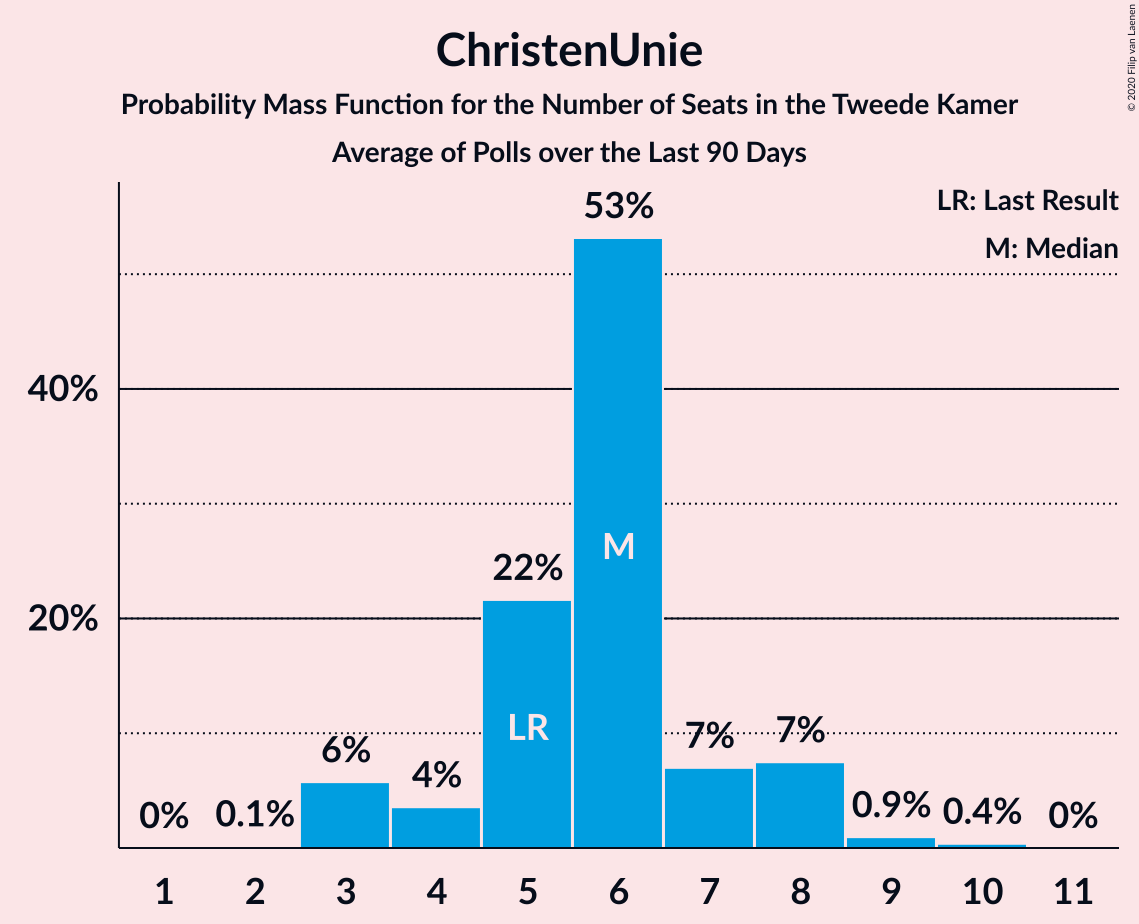 ChristenUnie
Probability Mass Function for the Number of Seats in the Tweede Kamer
Average of Polls over the Last 90 Days
© 2020 Filip van Laenen
LR: Last Result
M: Median
53%
40%
M
22%
20%
LR
6%
4%
7%
7%
0%
0.1%
0.9%
0.4%
0%
1 2 3 4 5 6 7 8 9 10 11